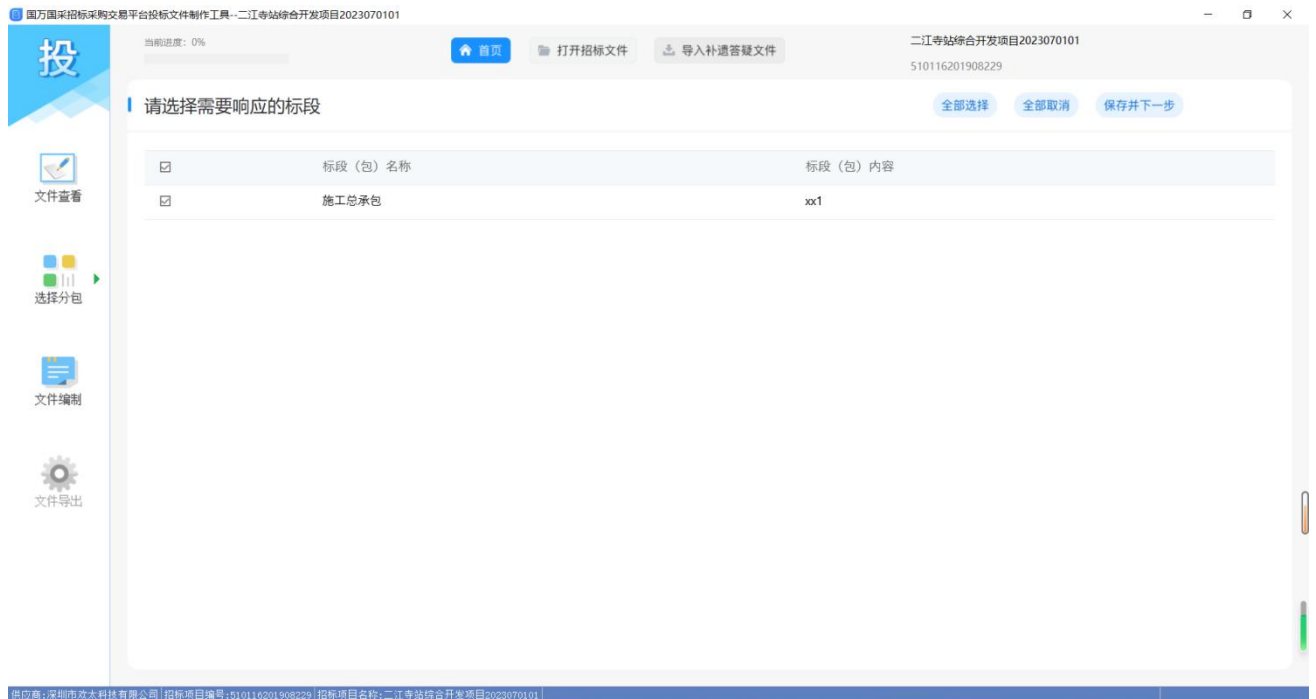 国万国采招标采购交易平台投标文件制作工具--二江寺站综合开发项目2023070101
投
当前进度：0%
首页
打开招标文件
导入补遗答疑文件
二江寺站综合开发项目2023070101
510116201908229
请选择需要响应的标段
全部选择
全部取消
保存并下一步
标段（包）名称
标段（包）内容
施工总承包
xx1
文件查看
选择分包
文件编制
文件导出
供应商:深圳市欢太科技有限公司 招标项目编号:510116201908229 招标项目名称:二江寺站综合开发项目2023070101